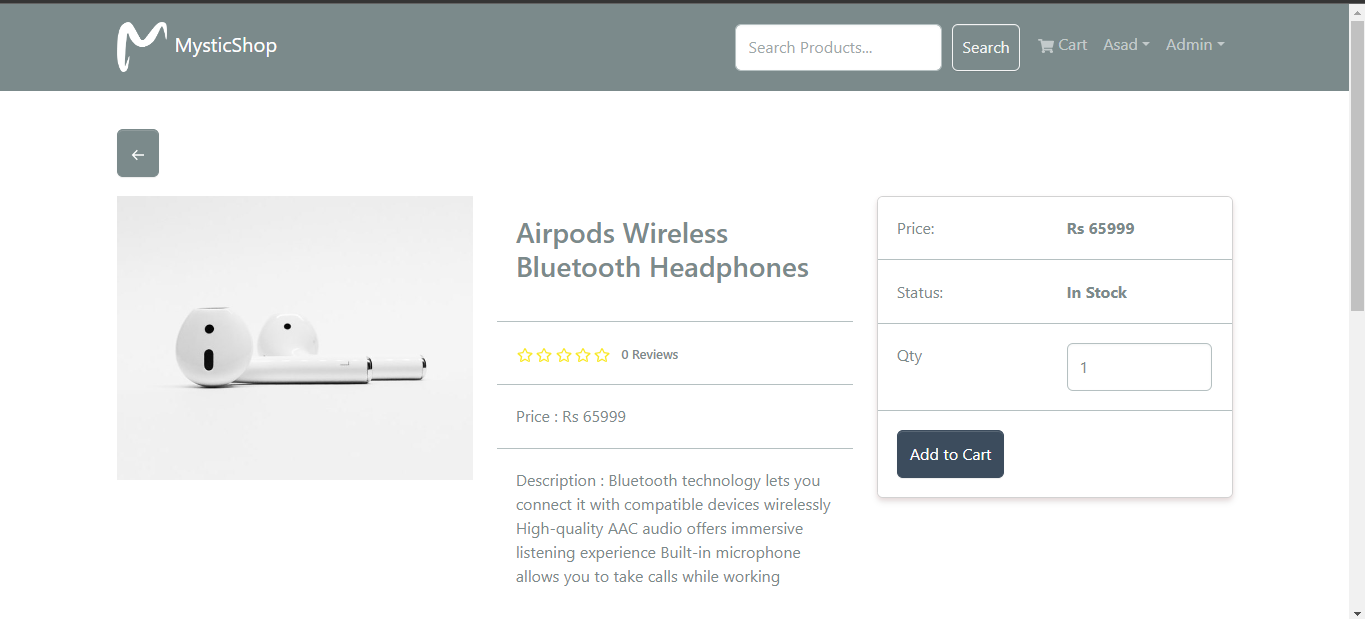 MysticShop
Search Products...
Search
Cart
Asad
Admin
Airpods Wireless
Bluetooth Headphones
0 Reviews
Price : Rs 65999
Description : Bluetooth technology lets you
connect it with compatible devices wirelessly
High-quality AAC audio offers immersive
listening experience Built-in microphone
allows you to take calls while working
Price:
Rs 65999
Status:
In Stock
Qty
1
Add to Cart